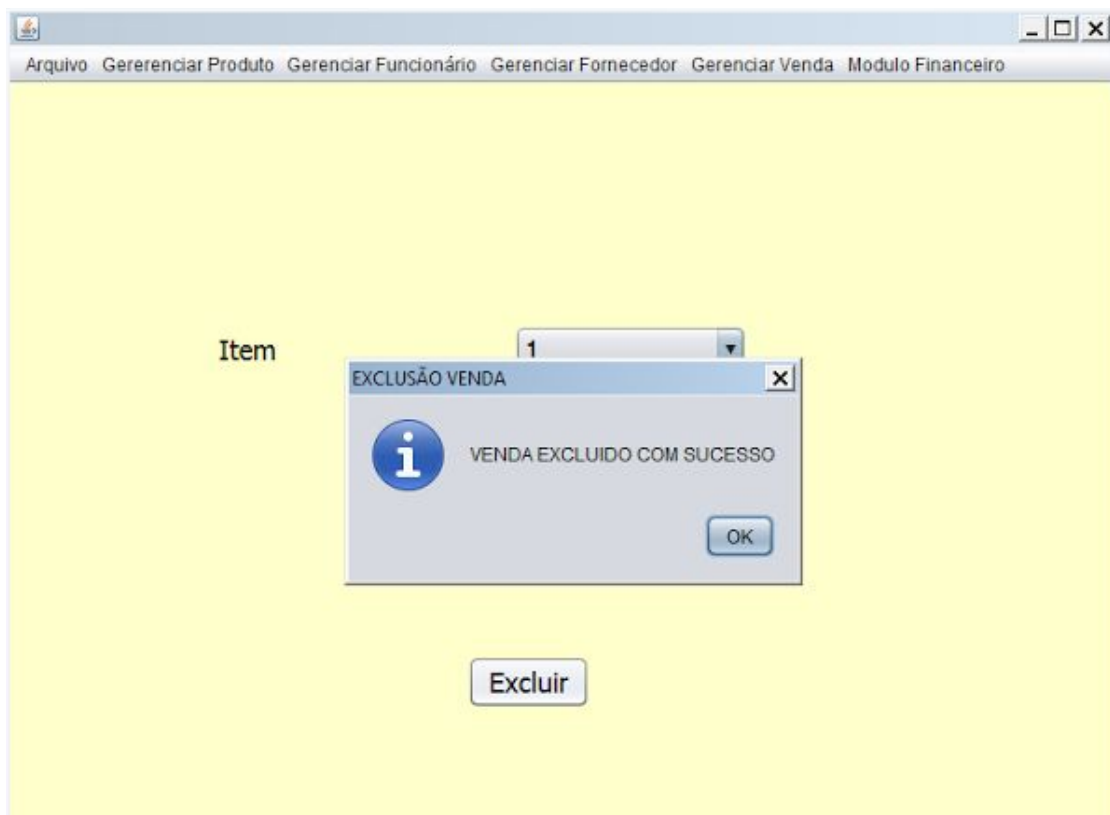 Arquivo Gererenciar Produto Gerenciar Funcionário Gerenciar Fornecedor Gerenciar Venda Modulo Financeiro
Item 1
EXCLUSÃO VENDA
VENDA EXCLUIDO COM SUCESSO
OK
Excluir